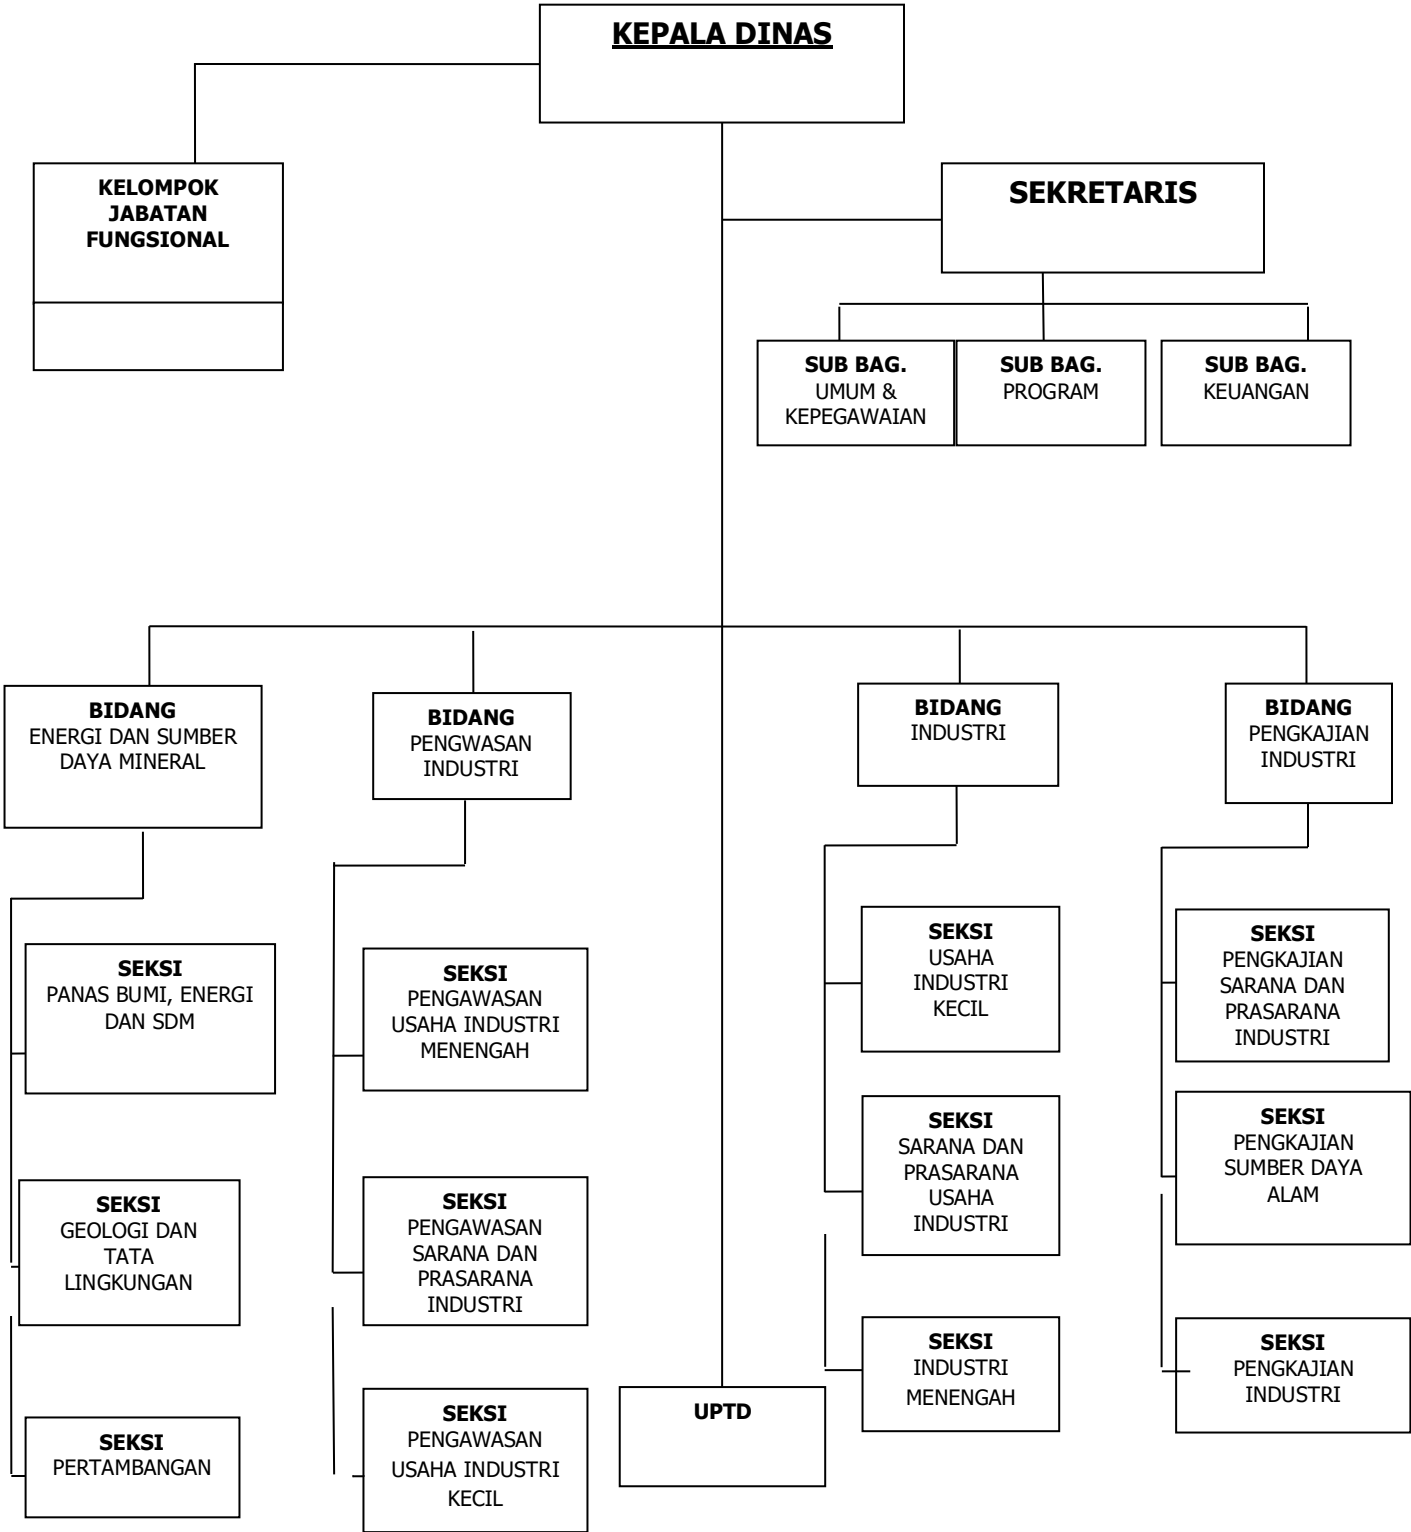 KEPALA DINAS
KELOMPOK
JABATAN
FUNGSIONAL
SEKRETARIS
SUB BAG.
UMUM &
KEPEGAWAIAN
SUB BAG.
PROGRAM
SUB BAG.
KEUANGAN
BIDANG
ENERGI DAN SUMBER
DAYA MINERAL
BIDANG
PENGWASAN
INDUSTRI
BIDANG
INDUSTRI
BIDANG
PENGKAJIAN
INDUSTRI
SEKSI
PANAS BUMI, ENERGI
DAN SDM
SEKSI
PENGAWASAN
USAHA INDUSTRI
MENENGAH
SEKSI
USAHA
INDUSTRI
KECIL
SEKSI
PENGKAJIAN
SARANA DAN
PRASARANA
INDUSTRI
SEKSI
GEOLOGI DAN
TATA
LINGKUNGAN
SEKSI
PENGAWASAN
SARANA DAN
PRASARANA
INDUSTRI
SEKSI
SARANA DAN
PRASARANA
USAHA
INDUSTRI
SEKSI
PENGKAJIAN
SUMBER DAYA
ALAM
SEKSI
PERTAMBANGAN
SEKSI
PENGAWASAN
USAHA INDUSTRI
KECIL
UPTD
SEKSI
INDUSTRI
MENENGAH
SEKSI
PENGKAJIAN
INDUSTRI